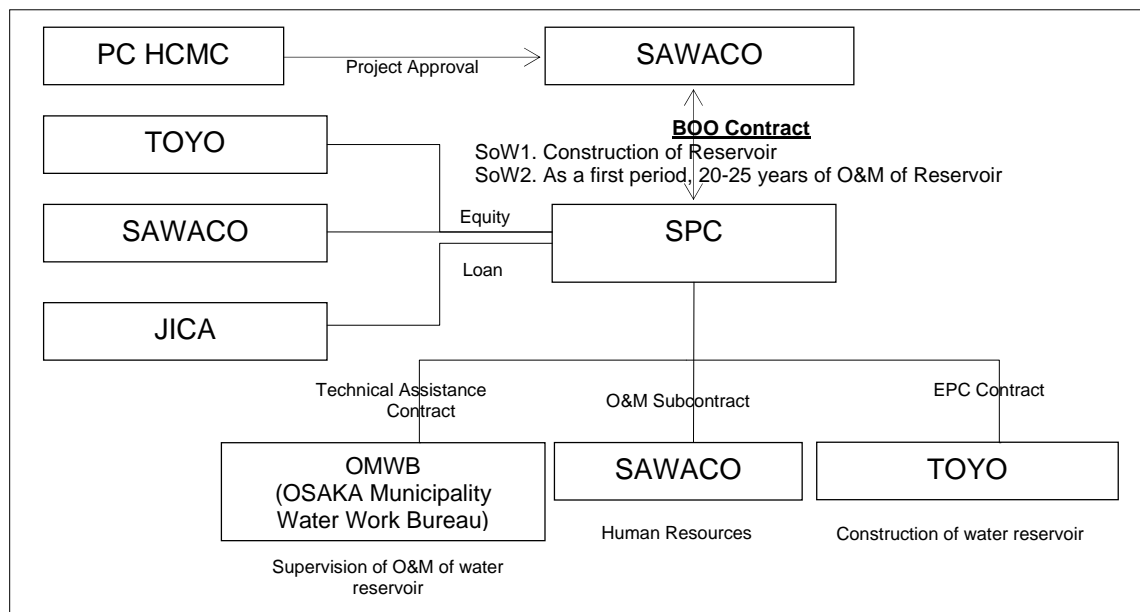 PC HCMC
Project Approval
SAWACO
TOYO
BOO Contract
SoW1. Construction of Reservoir
SoW2. As a first period, 20-25 years of O&M of Reservoir
SAWACO
Equity
SPC
Loan
JICA
Technical Assistance
Contract
O&M Subcontract
EPC Contract
OMWB
(OSAKA Municipality
Water Work Bureau)
SAWACO
TOYO
Supervision of O&M of water
reservoir
Human Resources
Construction of water reservoir